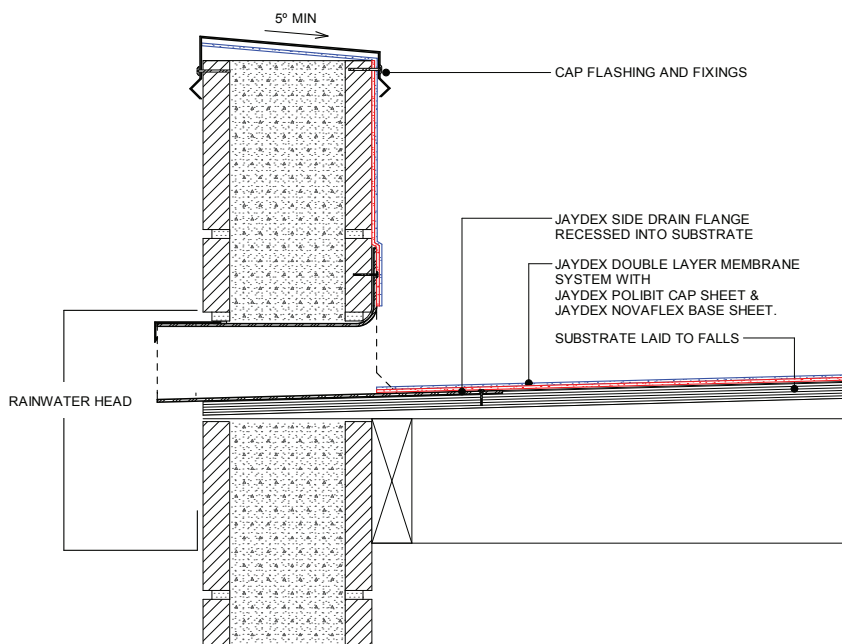 5º MIN
CAP FLASHING AND FIXINGS
JAYDEX SIDE DRAIN FLANGE
RECESSED INTO SUBSTRATE
JAYDEX DOUBLE LAYER MEMBRANE
SYSTEM WITH
JAYDEX POLIBIT CAP SHEET &
JAYDEX NOVAFLEX BASE SHEET.
SUBSTRATE LAID TO FALLS
RAINWATER HEAD